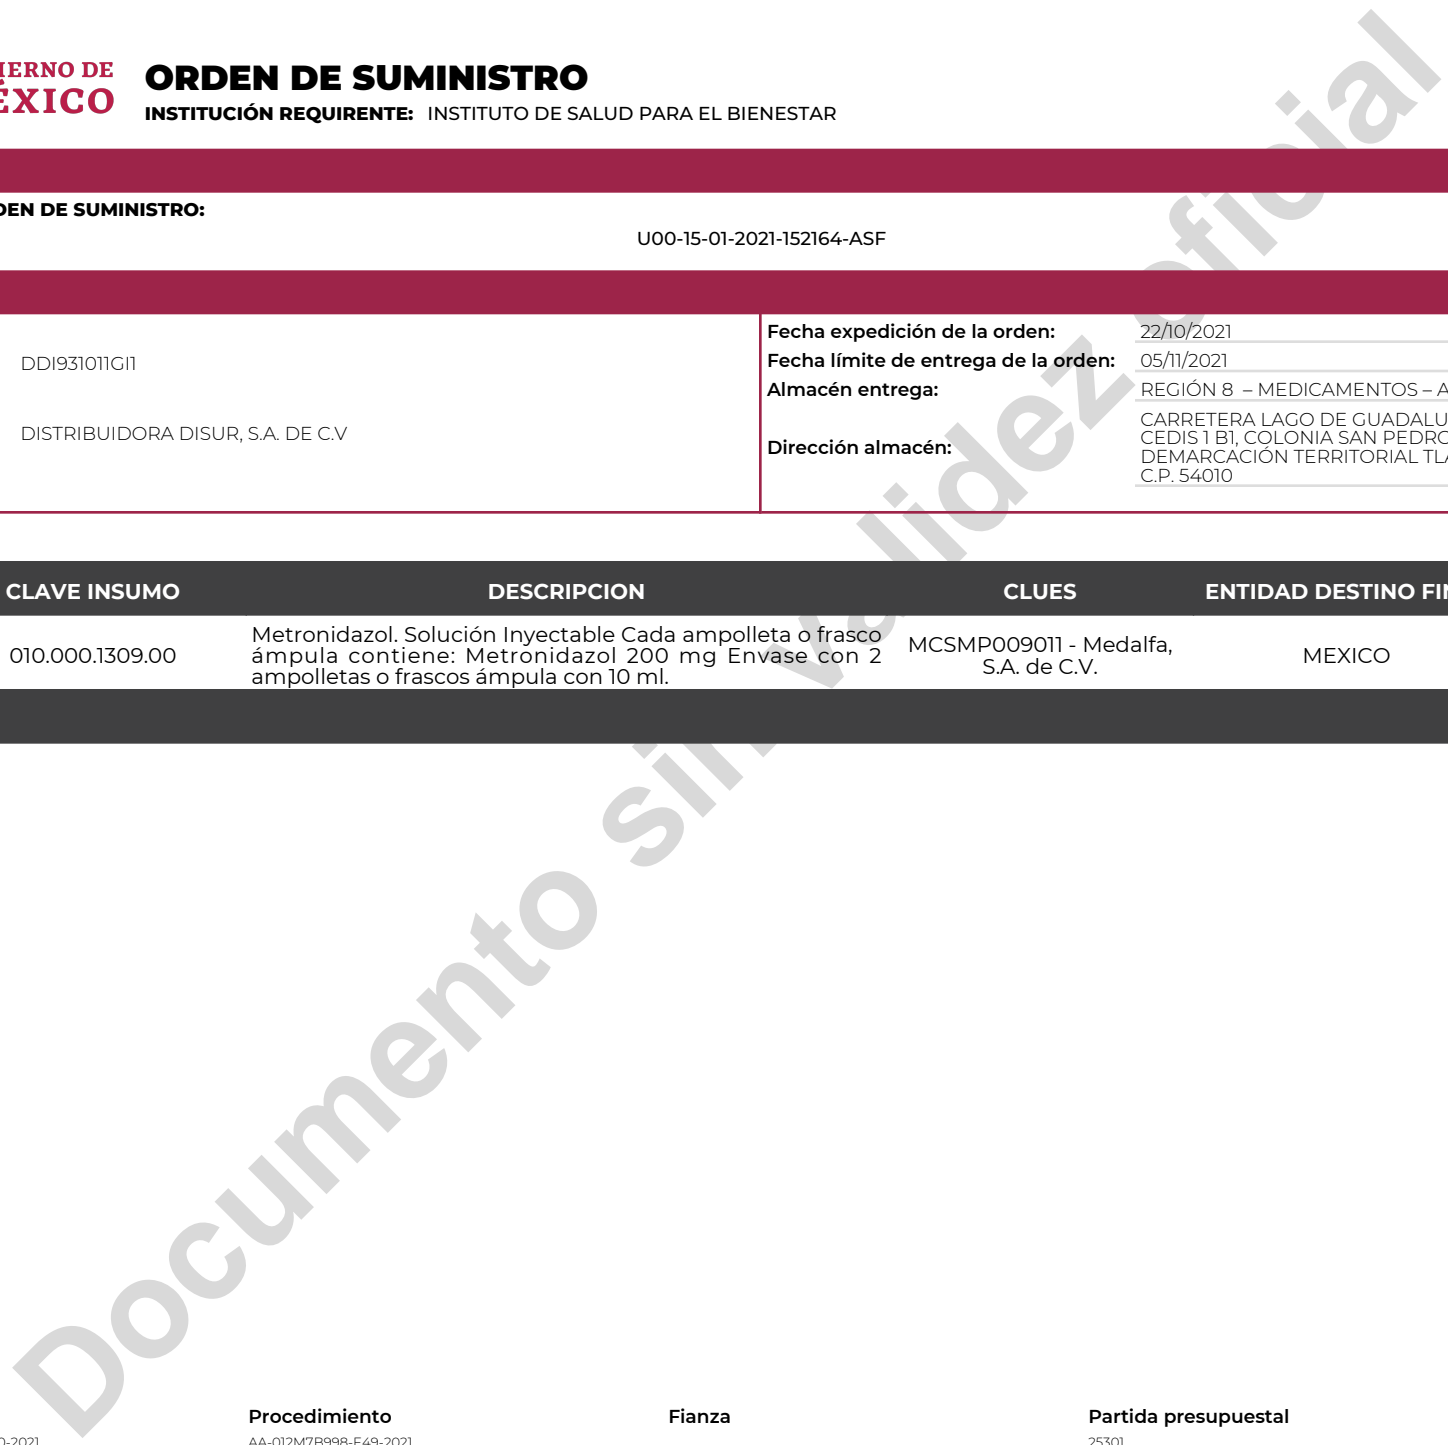 IERNO DE
ÉXICO
ORDEN DE SUMINISTRO
INSTITUCIÓN REQUIRENTE: INSTITUTO DE SALUD PARA EL BIENESTAR
DEN DE SUMINISTRO:
U00-15-01-2021-152164-ASF
DDI931011GI1
DISTRIBUIDORA DISUR, S.A. DE C.V
Fecha expedición de la orden: 22/10/2021
Fecha límite de entrega de la orden: 05/11/2021
Almacén entrega: REGIÓN 8 – MEDICAMENTOS – A
Dirección almacén:
CARRETERA LAGO DE GUADALU
CEDIS 1 B1, COLONIA SAN PEDRO
DEMARCACIÓN TERRITORIAL TLA
C.P. 54010
CLAVE INSUMO DESCRIPCION CLUES ENTIDAD DESTINO FIN
010.000.1309.00
Metronidazol. Solución Inyectable Cada ampolleta o frasco
ámpula contiene: Metronidazol 200 mg Envase con 2
ampolletas o frascos ámpula con 10 ml.
MCSMP009011 - Medalfa,
S.A. de C.V.
MEXICO
Documento sin validez oficial
Procedimiento Fianza Partida presupuestal
0-2021 AA-012M7B998-E49-2021 25301